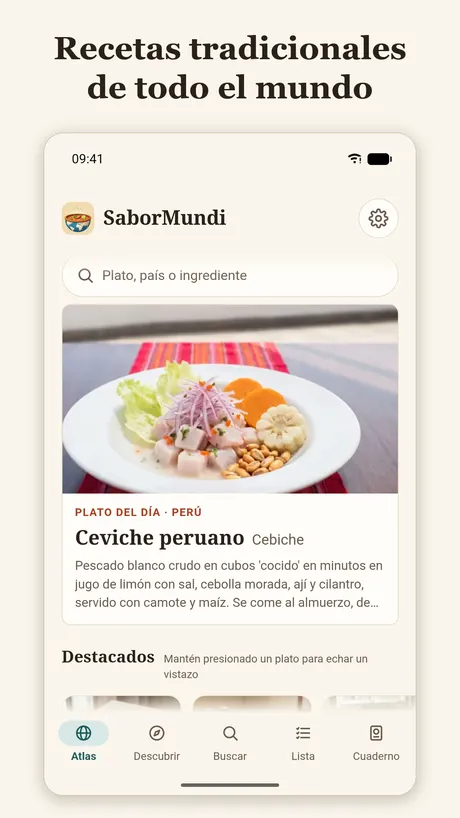 Recetas tradicionales
de todo el mundo
09:41
SaborMundi
Plato, país o ingrediente
PLATO DEL DÍA · PERÚ
Ceviche peruano Cebiche
Pescado blanco crudo en cubos 'cocido' en minutos en
jugo de limón con sal, cebolla morada, ají y cilantro,
servido con camote y maíz. Se come al almuerzo, de…
Destacados Mantén presionado un plato para echar un
vistazo
Atlas Descubrir Buscar Lista Cuaderno